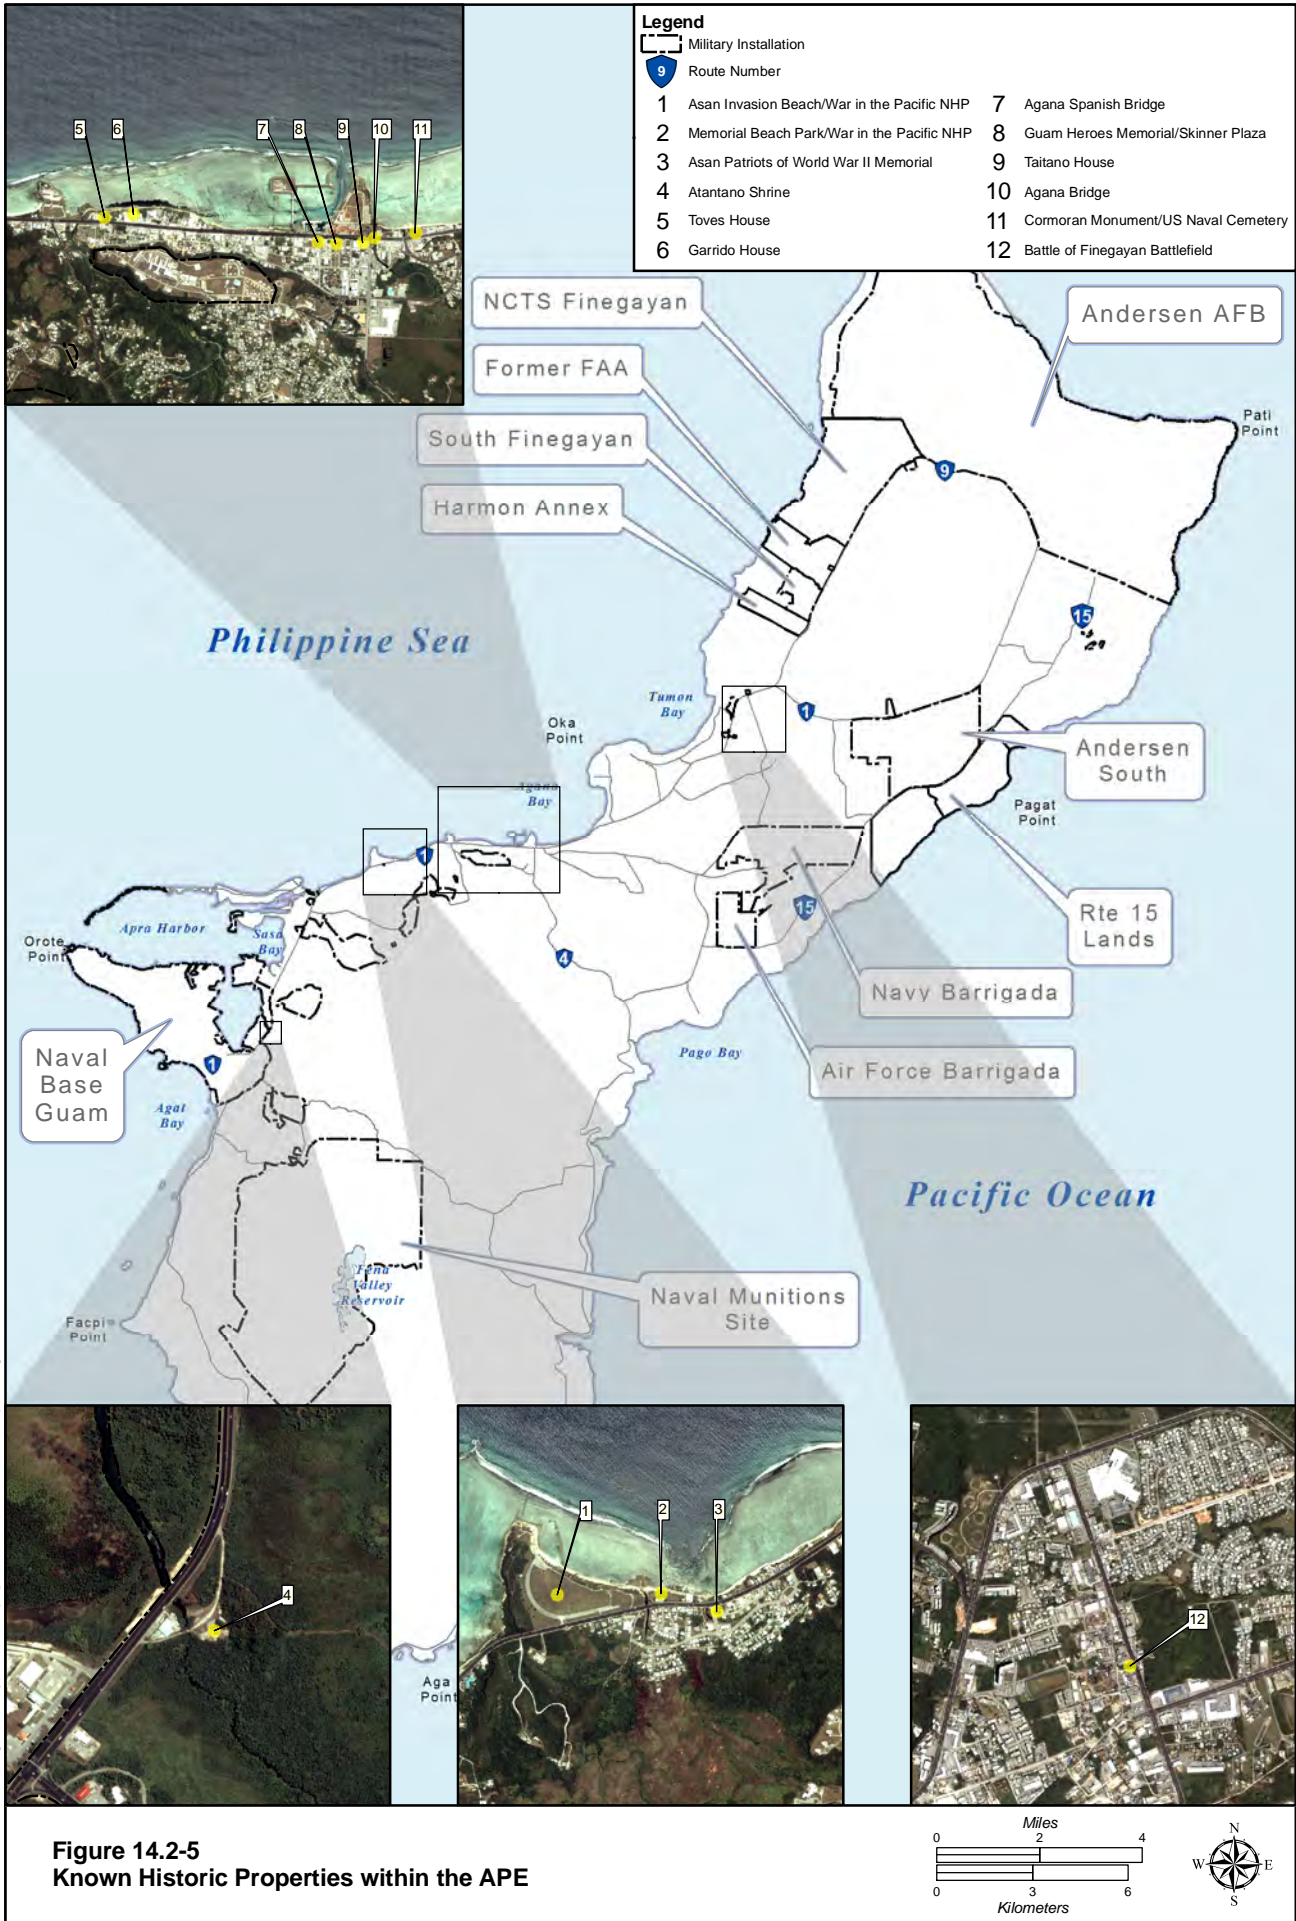 Legend
Military Installation
9 Route Number
1 Asan Invasion Beach/War in the Pacific NHP
2 Memorial Beach Park/War in the Pacific NHP
3 Asan Patriots of World War II Memorial
4 Atantano Shrine
5 Toves House
6 Garrido House
7 Agana Spanish Bridge
8 Guam Heroes Memorial/Skinner Plaza
9 Taitano House
10 Agana Bridge
11 Cormoran Monument/US Naval Cemetery
12 Battle of Finegayan Battlefield
5 6 7 8 9 10 11
NCTS Finegayan
Andersen AFB
Former FAA
Pati
Point
South Finegayan
9
Harmon Annex
15
Philippine Sea
Tumon
Bay
1
Oka
Point
Andersen
South
Agana
Bay
Pagat
Point
1
15
Rte 15
Lands
Apra Harbor
Sasa
Bay
Orote
Point
4
Navy Barrigada
Naval
Base
Guam
1
Pago Bay
Air Force Barrigada
Agat
Bay
Pacific Ocean
Fena
Valley
Reservoir
Naval Munitions
Site
Facpi
Point
4
1
2
3
12
Aga
Point
Figure 14.2-5
Known Historic Properties within the APE
Miles
0 2 4
0 3 6
Kilometers
N
W E
S